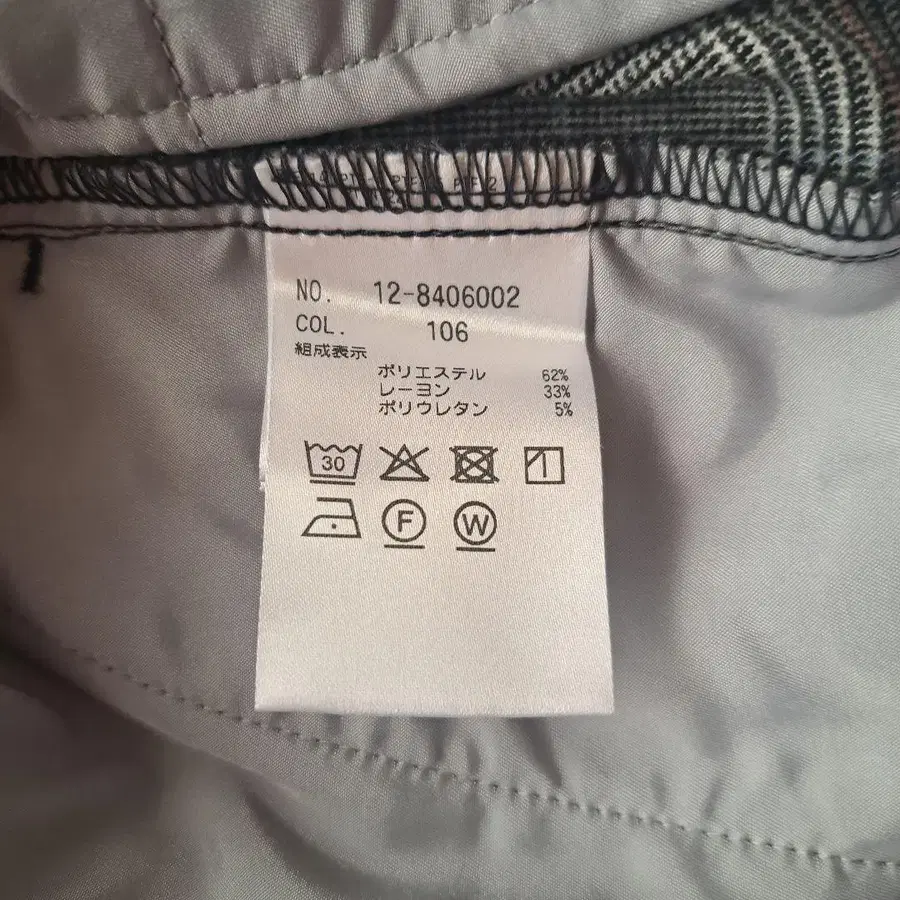 NO. 12-8406002
COL. 106
組成表示
ポリエステル 62%
レーヨン 33%
ポリウレタン 5%
30
F W